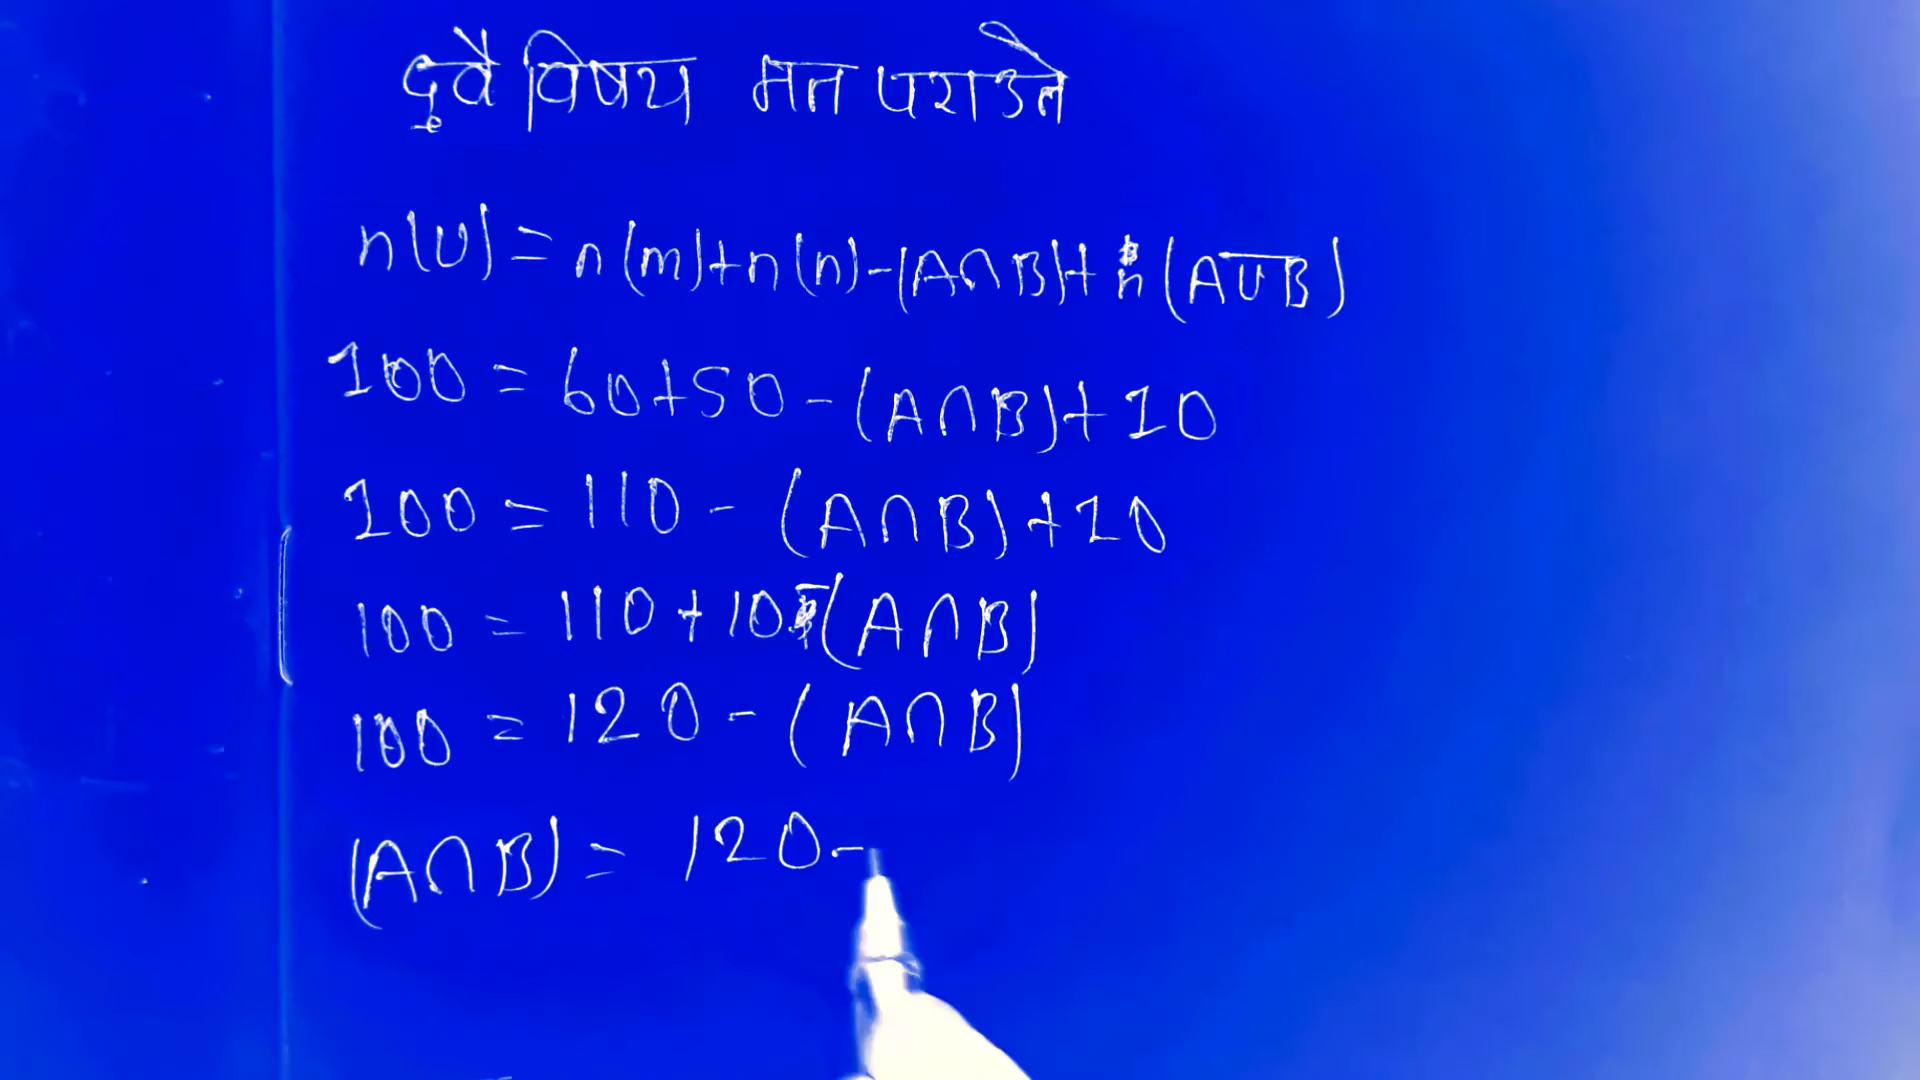 दुवै विषय मन पराउने
n(U) = n(m)+n(n)-(A∩B)+n(A̅U̅B̅)
100 = 60+50-(A∩B)+10
100 = 110-(A∩B)+10
100 = 110+10-(A∩B)
100 = 120-(A∩B)
(A∩B) = 120-